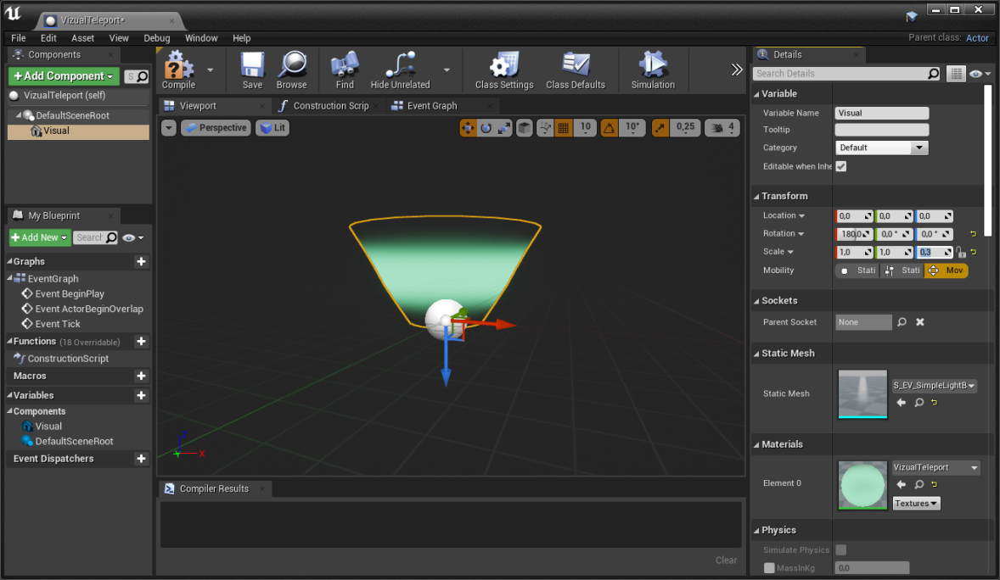 VizualTeleport*
File Edit Asset View Debug Window Help
Parent class: Actor
Components
+Add Component
S
VizualTeleport (self)
DefaultSceneRoot
Visual
My Blueprint
+Add New
Search
Graphs
EventGraph
Event BeginPlay
Event ActorBeginOverlap
Event Tick
Functions (18 Overridable)
ConstructionScript
Macros
Variables
Components
Visual
DefaultSceneRoot
Event Dispatchers
Compile Save Browse Find Hide Unrelated Class Settings Class Defaults Simulation
Viewport Construction Scrip Event Graph
Perspective Lit 10 10° 0,25 4
Z X
Compiler Results
Clear
Details
Search Details
Variable
Variable Name Visual
Tooltip
Category Default
Editable when Inhe
Transform
Location 0,0 0,0 0,0
Rotation 180,0 0,0 ° 0,0 °
Scale 1,0 1,0 0,3
Mobility Stati Stati Mov
Sockets
Parent Socket None
Static Mesh
Static Mesh S_EV_SimpleLightB
Materials
Element 0 VizualTeleport
Textures
Physics
Simulate Physics
MassInKg 0,0